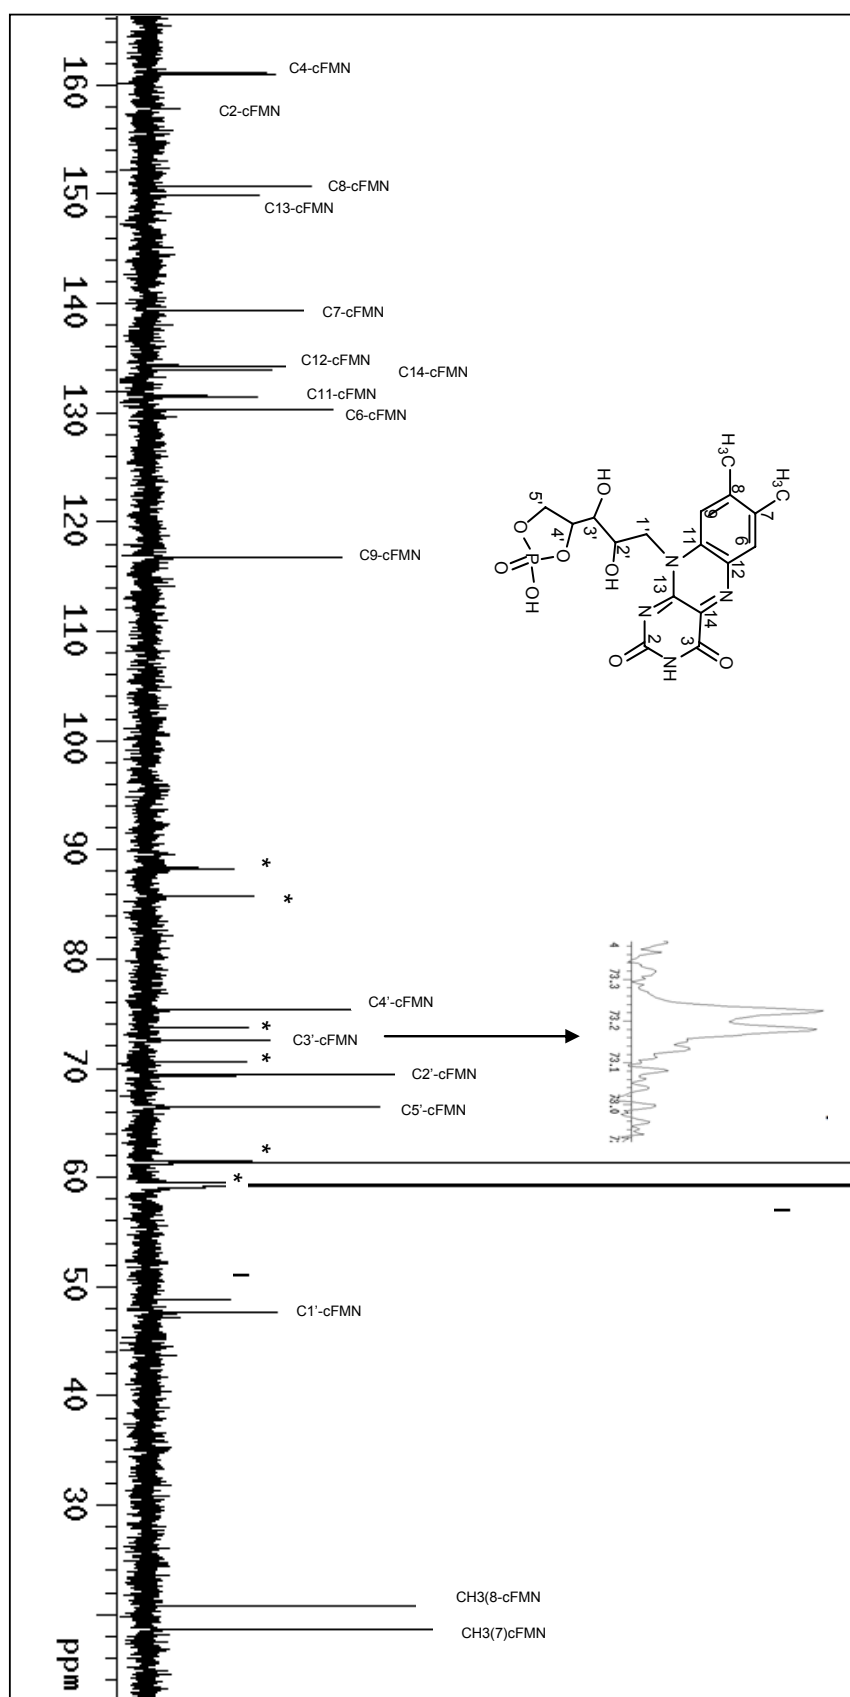 160
150
140
130
120
110
100
90
80
70
60
50
40
30
ppm
C4-cFMN
C2-cFMN
C8-cFMN
C13-cFMN
C7-cFMN
C12-cFMN
C14-cFMN
C11-cFMN
C6-cFMN
C9-cFMN
*
*
C4'-cFMN
*
C3'-cFMN
*
C2'-cFMN
C5'-cFMN
*
*
C1'-cFMN
CH3(8-cFMN
CH3(7)cFMN
H3C
H3C
8
7
9
6
11
12
N
N
13
14
N
2
3
NH
O
O
1'
2'
3'
4'
5'
HO
OH
O
O
P
O
OH
4
73.3
73.2
73.1
73.0
7.